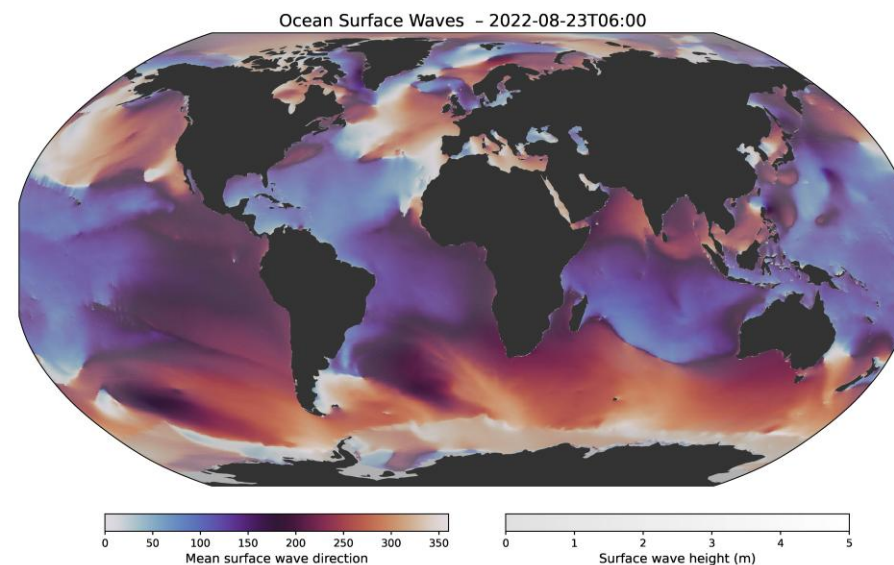 Ocean Surface Waves – 2022-08-23T06:00
0 50 100 150 200 250 300 350
Mean surface wave direction
0 1 2 3 4 5
Surface wave height (m)